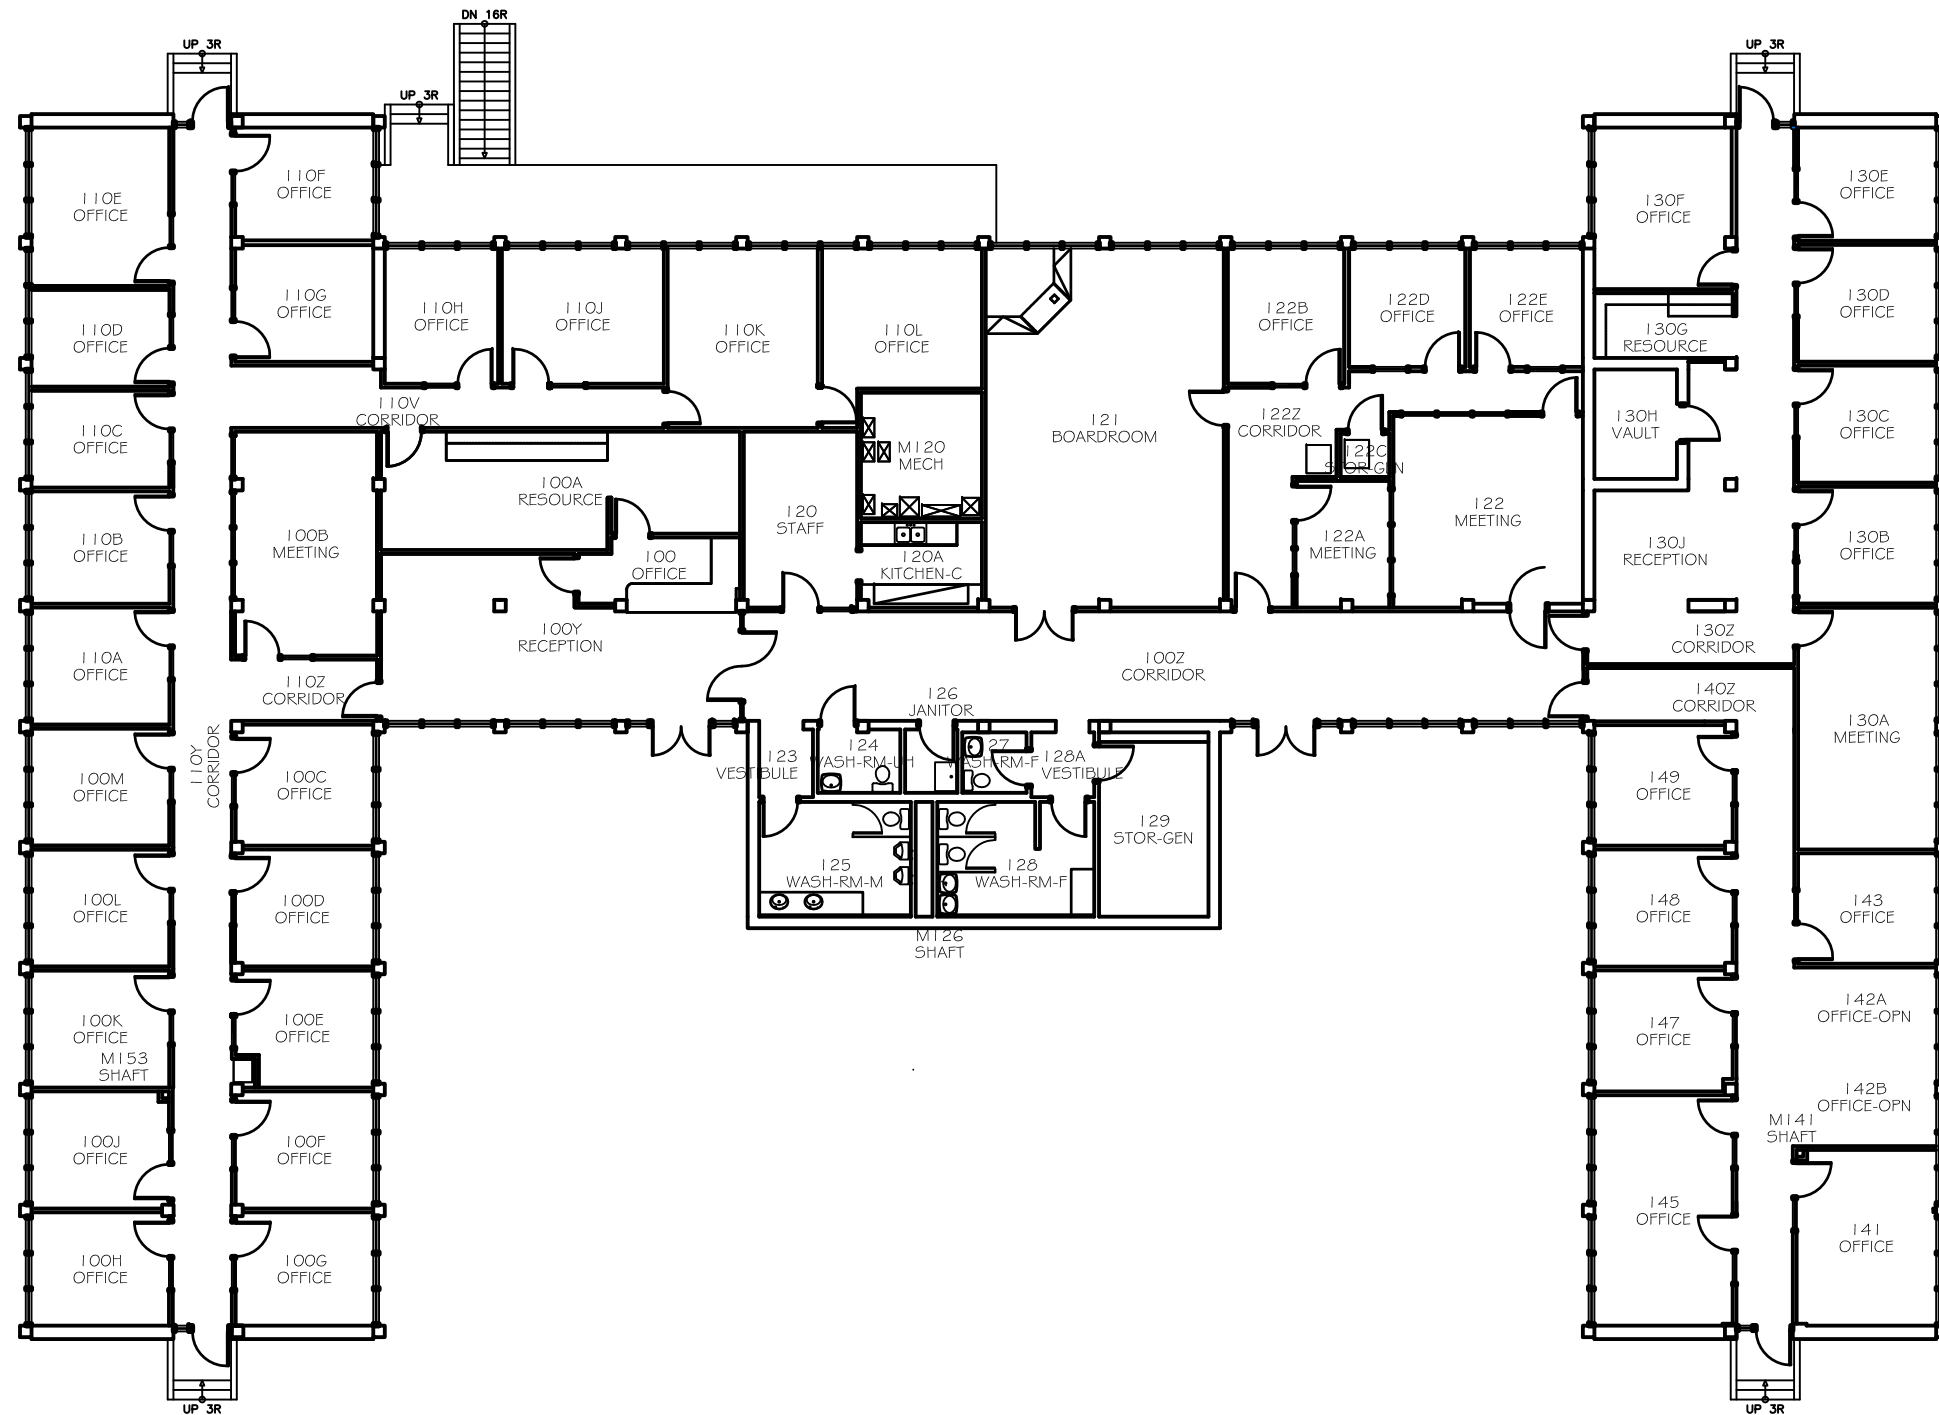 DN 16R
UP 3R
UP 3R
UP 3R
110E
OFFICE
110F
OFFICE
130F
OFFICE
130E
OFFICE
110D
OFFICE
110G
OFFICE
110H
OFFICE
110J
OFFICE
110K
OFFICE
110L
OFFICE
122B
OFFICE
122D
OFFICE
122E
OFFICE
130G
RESOURCE
130D
OFFICE
110V
CORRIDOR
110C
OFFICE
121
BOARDROOM
122Z
CORRIDOR
130H
VAULT
130C
OFFICE
M120
MECH
122C
STOR-GEN
100A
RESOURCE
110B
OFFICE
100B
MEETING
120
STAFF
122
MEETING
122A
MEETING
130J
RECEPTION
130B
OFFICE
100
OFFICE
120A
KITCHEN-C
110A
OFFICE
100Y
RECEPTION
100Z
CORRIDOR
130Z
CORRIDOR
110Z
CORRIDOR
126
JANITOR
140Z
CORRIDOR
130A
MEETING
110Y
CORRIDOR
100M
OFFICE
100C
OFFICE
123
VESTIBULE
124
WASH-RM-UH
127
WASH-RM-F
128A
VESTIBULE
149
OFFICE
129
STOR-GEN
125
WASH-RM-M
128
WASH-RM-F
100L
OFFICE
100D
OFFICE
148
OFFICE
143
OFFICE
M126
SHAFT
100K
OFFICE
100E
OFFICE
147
OFFICE
142A
OFFICE-OPN
M153
SHAFT
142B
OFFICE-OPN
100J
OFFICE
100F
OFFICE
M141
SHAFT
145
OFFICE
141
OFFICE
100H
OFFICE
100G
OFFICE
UP 3R
UP 3R